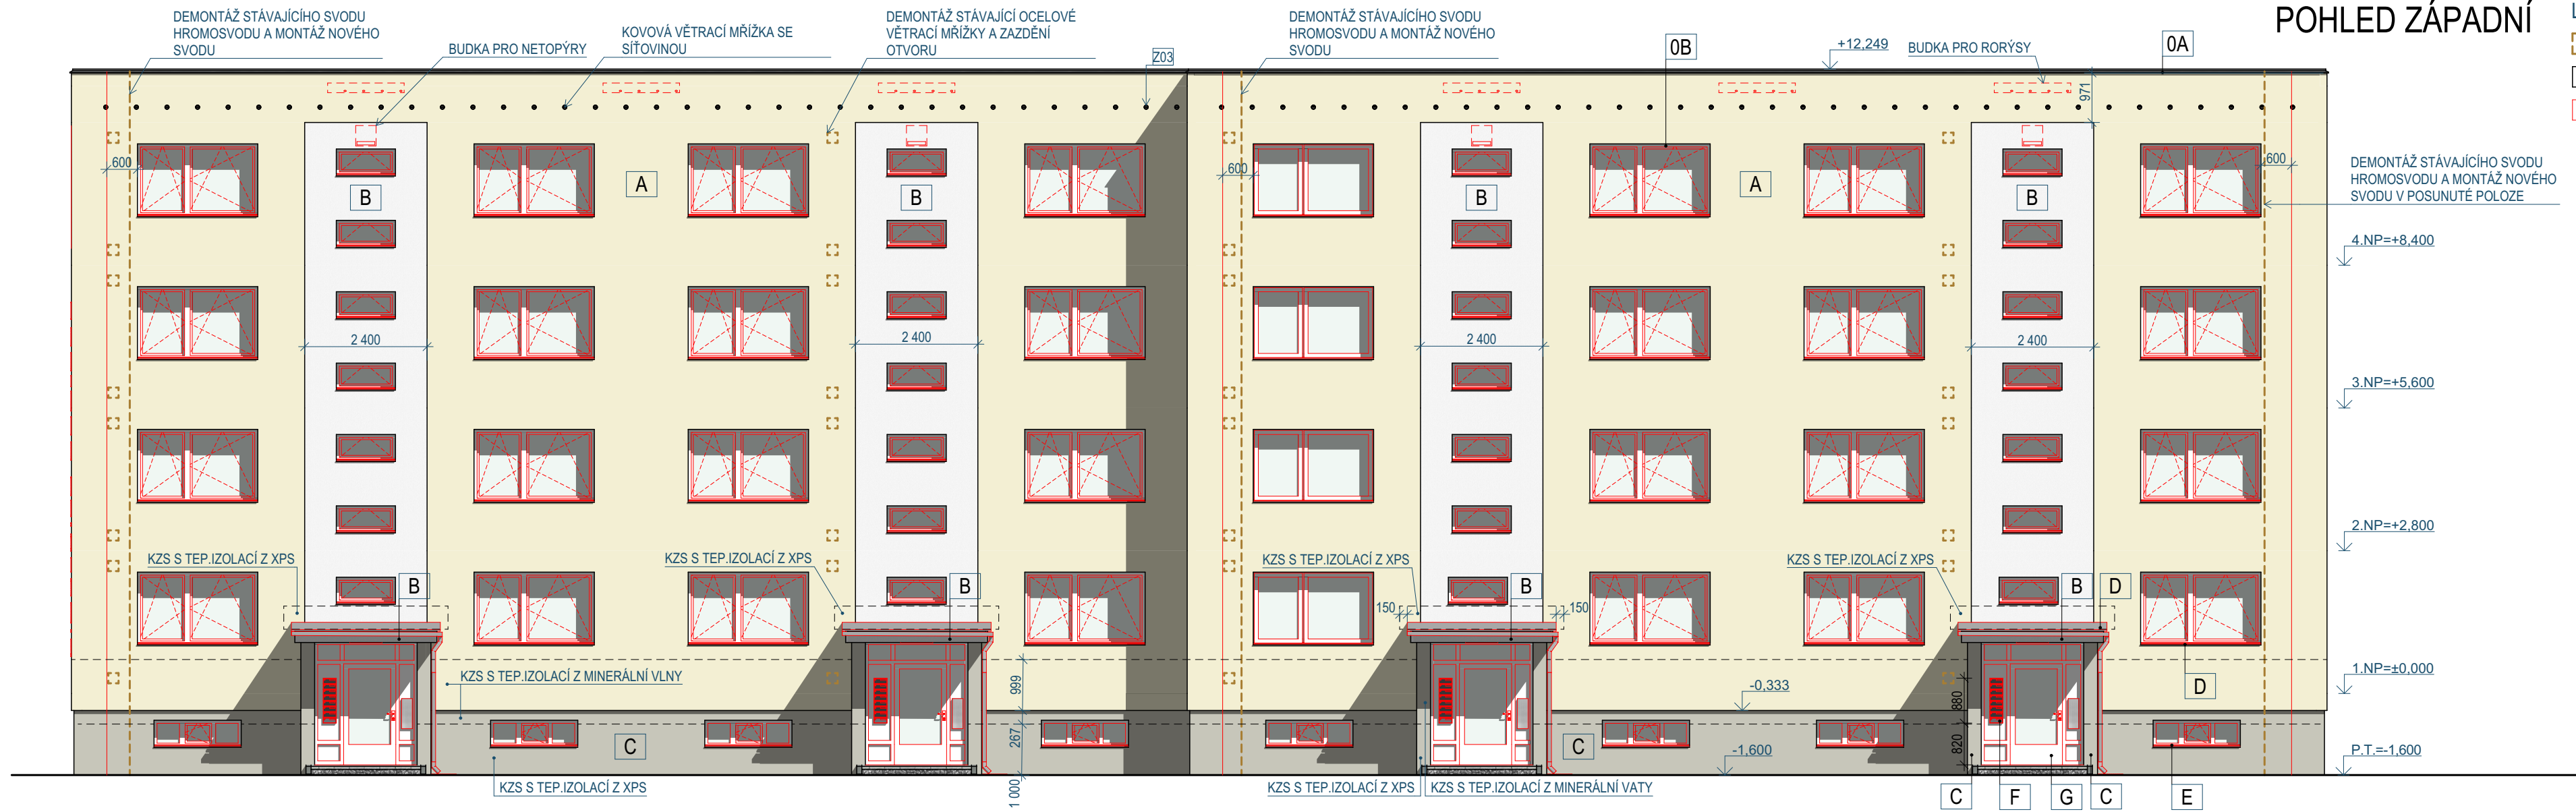 POHLED ZÁPADNÍ
DEMONTÁŽ STÁVAJÍCÍHO SVODU
HROMOSVODU A MONTÁŽ NOVÉHO
SVODU
BUDKA PRO NETOPÝRY
KOVOVÁ VĚTRACÍ MŘÍŽKA SE
SÍŤOVINOU
DEMONTÁŽ STÁVAJÍCÍ OCELOVÉ
VĚTRACÍ MŘÍŽKY A ZAZDĚNÍ
OTVORU
Z03
DEMONTÁŽ STÁVAJÍCÍHO SVODU
HROMOSVODU A MONTÁŽ NOVÉHO
SVODU
0B
+12,249
BUDKA PRO RORÝSY
0A
971
600
B
A
B
600
B
A
B
600
DEMONTÁŽ STÁVAJÍCÍHO SVODU
HROMOSVODU A MONTÁŽ NOVÉHO
SVODU V POSUNUTÉ POLOZE
4.NP=+8,400
2 400
2 400
2 400
2 400
3.NP=+5,600
2.NP=+2,800
KZS S TEP.IZOLACÍ Z XPS
B
KZS S TEP.IZOLACÍ Z XPS
B
KZS S TEP.IZOLACÍ Z XPS
B
150
150
KZS S TEP.IZOLACÍ Z XPS
B
D
KZS S TEP.IZOLACÍ Z MINERÁLNÍ VLNY
999
-0,333
880
D
1.NP=±0,000
C
267
C
-1,600
820
P.T.=-1,600
KZS S TEP.IZOLACÍ Z XPS
1 000
KZS S TEP.IZOLACÍ Z XPS
KZS S TEP.IZOLACÍ Z MINERÁLNÍ VATY
C
F
G
C
E